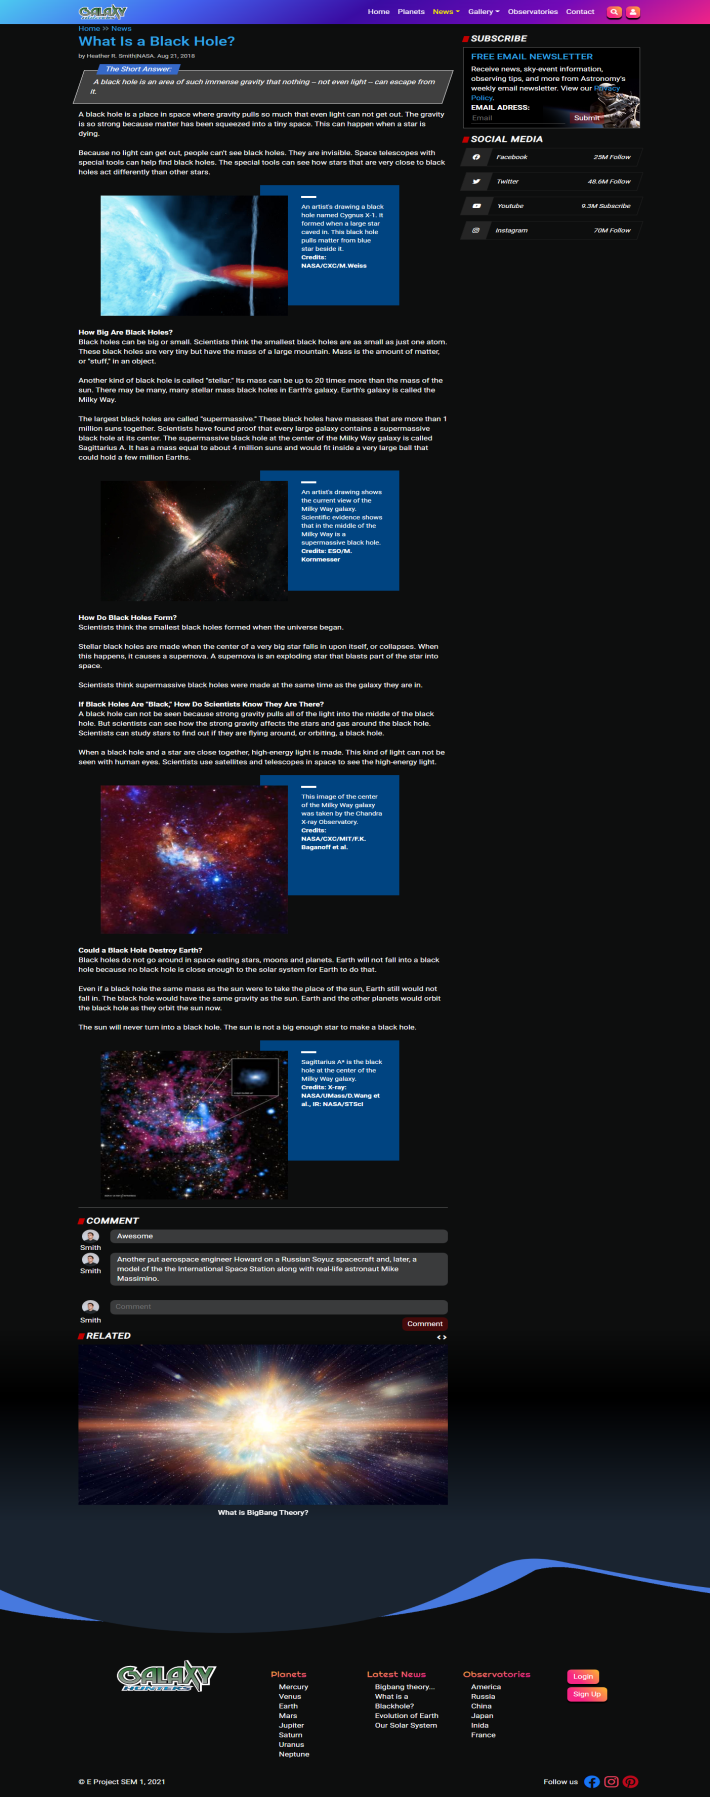 GALAXY
HUNTERS
Home Planets News Gallery Observatories Contact
Home >> News
What Is a Black Hole?
by Heather R. Smith|NASA. Aug 21, 2018
The Short Answer:
A black hole is an area of such immense gravity that nothing -- not even light -- can escape from
it.
A black hole is a place in space where gravity pulls so much that even light can not get out. The gravity
is so strong because matter has been squeezed into a tiny space. This can happen when a star is
dying.
Because no light can get out, people can't see black holes. They are invisible. Space telescopes with
special tools can help find black holes. The special tools can see how stars that are very close to black
holes act differently than other stars.
An artist's drawing a black
hole named Cygnus X-1. It
formed when a large star
caved in. This black hole
pulls matter from blue
star beside it.
Credits:
NASA/CXC/M.Weiss
How Big Are Black Holes?
Black holes can be big or small. Scientists think the smallest black holes are as small as just one atom.
These black holes are very tiny but have the mass of a large mountain. Mass is the amount of matter,
or "stuff," in an object.
Another kind of black hole is called "stellar." Its mass can be up to 20 times more than the mass of the
sun. There may be many, many stellar mass black holes in Earth's galaxy. Earth's galaxy is called the
Milky Way.
The largest black holes are called "supermassive." These black holes have masses that are more than 1
million suns together. Scientists have found proof that every large galaxy contains a supermassive
black hole at its center. The supermassive black hole at the center of the Milky Way galaxy is called
Sagittarius A. It has a mass equal to about 4 million suns and would fit inside a very large ball that
could hold a few million Earths.
An artist's drawing shows
the current view of the
Milky Way galaxy.
Scientific evidence shows
that in the middle of the
Milky Way is a
supermassive black hole.
Credits: ESO/M.
Kornmesser
How Do Black Holes Form?
Scientists think the smallest black holes formed when the universe began.
Stellar black holes are made when the center of a very big star falls in upon itself, or collapses. When
this happens, it causes a supernova. A supernova is an exploding star that blasts part of the star into
space.
Scientists think supermassive black holes were made at the same time as the galaxy they are in.
If Black Holes Are "Black," How Do Scientists Know They Are There?
A black hole can not be seen because strong gravity pulls all of the light into the middle of the black
hole. But scientists can see how the strong gravity affects the stars and gas around the black hole.
Scientists can study stars to find out if they are flying around, or orbiting, a black hole.
When a black hole and a star are close together, high-energy light is made. This kind of light can not be
seen with human eyes. Scientists use satellites and telescopes in space to see the high-energy light.
This image of the center
of the Milky Way galaxy
was taken by the Chandra
X-ray Observatory.
Credits:
NASA/CXC/MIT/F.K.
Baganoff et al.
Could a Black Hole Destroy Earth?
Black holes do not go around in space eating stars, moons and planets. Earth will not fall into a black
hole because no black hole is close enough to the solar system for Earth to do that.
Even if a black hole the same mass as the sun were to take the place of the sun, Earth still would not
fall in. The black hole would have the same gravity as the sun. Earth and the other planets would orbit
the black hole as they orbit the sun now.
The sun will never turn into a black hole. The sun is not a big enough star to make a black hole.
Sagittarius A* is the black
hole at the center of the
Milky Way galaxy.
Credits: X-ray:
NASA/UMass/D.Wang et
al., IR: NASA/STScI
COMMENT
Awesome
Smith
Another put aerospace engineer Howard on a Russian Soyuz spacecraft and, later, a
model of the the International Space Station along with real-life astronaut Mike
Massimino.
Smith
Comment
Smith
Comment
RELATED
What is BigBang Theory?
SUBSCRIBE
FREE EMAIL NEWSLETTER
Receive news, sky-event information,
observing tips, and more from Astronomy's
weekly email newsletter. View our Privacy
Policy.
EMAIL ADRESS:
Email Submit
SOCIAL MEDIA
Facebook 25M Follow
Twitter 48.6M Follow
Youtube 9.3M Subscribe
Instagram 70M Follow
GALAXY
HUNTERS
Planets
Mercury
Venus
Earth
Mars
Jupiter
Saturn
Uranus
Neptune
Latest News
Bigbang theory...
What is a
Blackhole?
Evolution of Earth
Our Solar System
Observatories
America
Russia
China
Japan
Inida
France
Login
Sign Up
© E Project SEM 1, 2021
Follow us